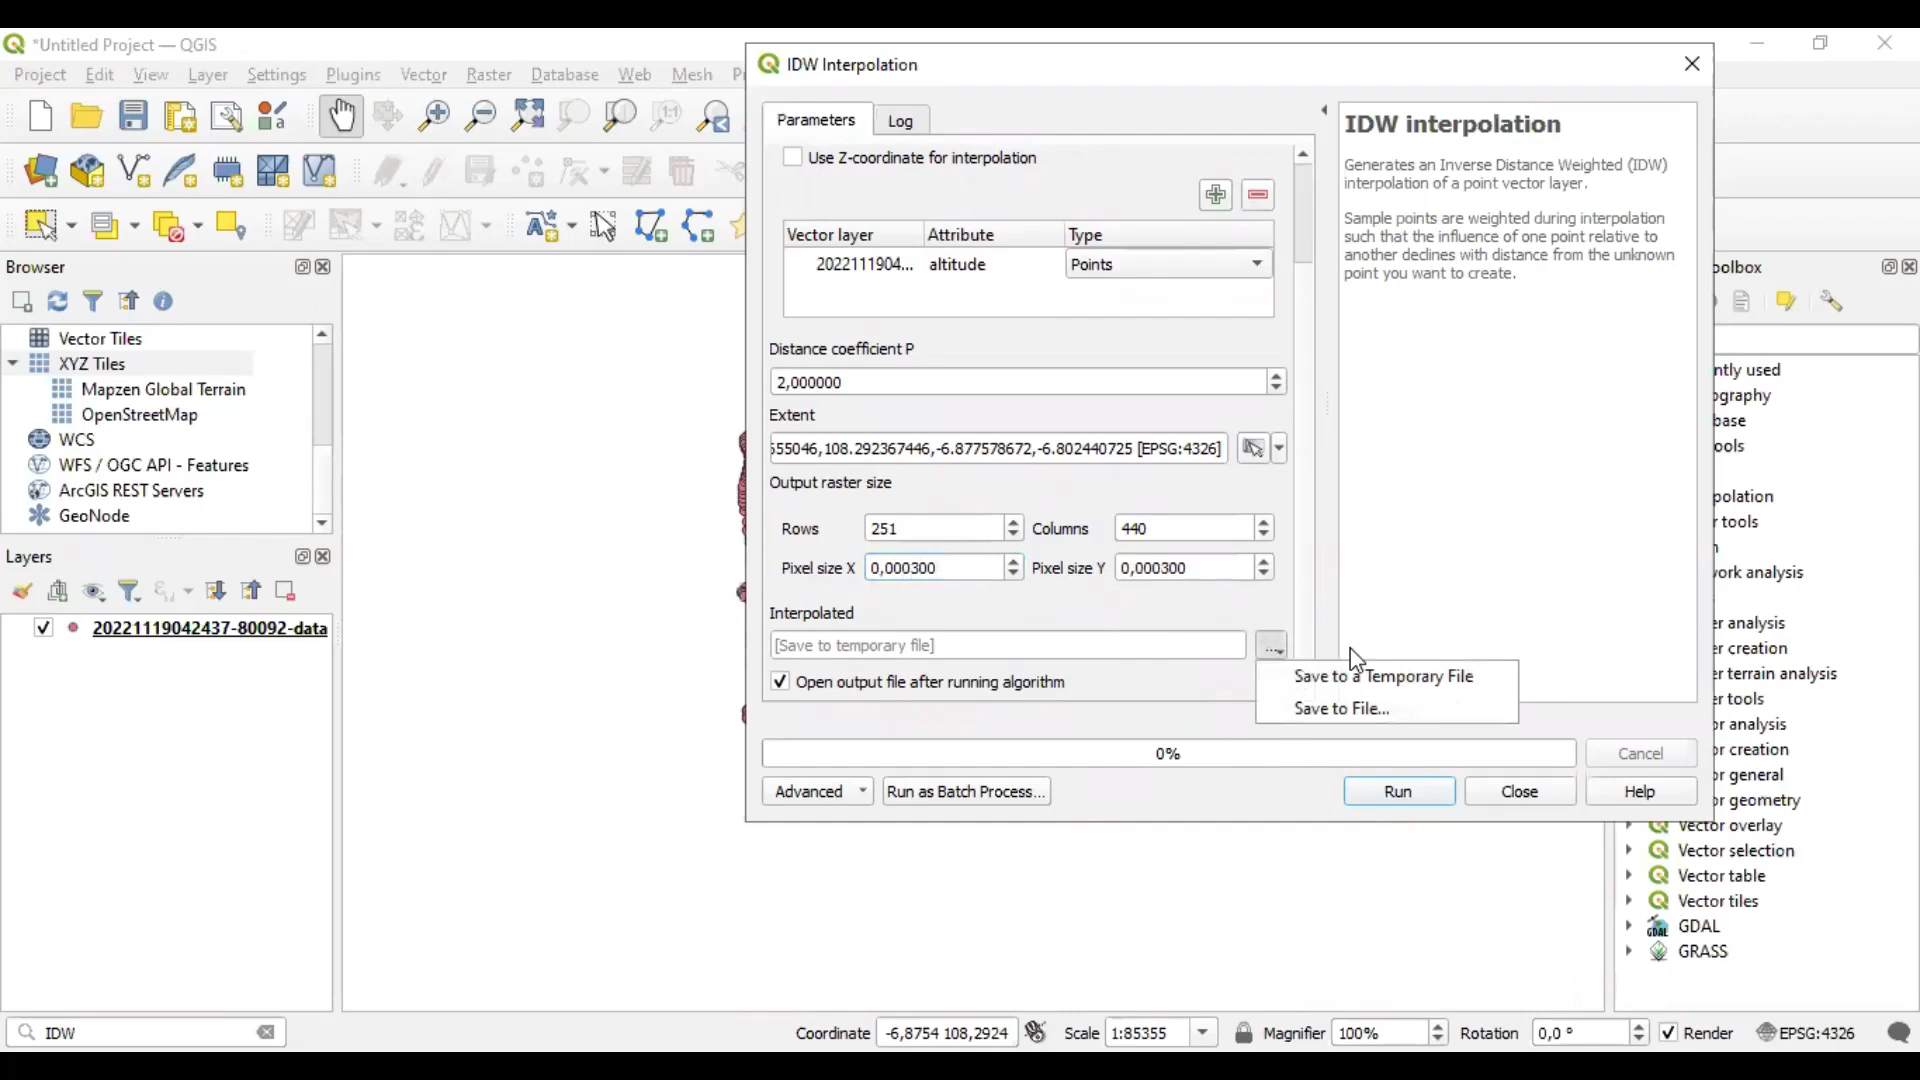 *Untitled Project — QGIS
Project Edit View Layer Settings Plugins Vector Raster Database Web Mesh
Browser
Vector Tiles
XYZ Tiles
Mapzen Global Terrain
OpenStreetMap
WCS
WFS / OGC API - Features
ArcGIS REST Servers
GeoNode
Layers
20221119042437-80092-data
IDW Interpolation
Parameters Log
Use Z-coordinate for interpolation
Vector layer Attribute Type
2022111904... altitude Points
Distance coefficient P
2,000000
Extent
555046,108.292367446,-6.877578672,-6.802440725 [EPSG:4326]
Output raster size
Rows 251 Columns 440
Pixel size X 0,000300 Pixel size Y 0,000300
Interpolated
[Save to temporary file] ...
Open output file after running algorithm
Save to a Temporary File
Save to File...
0% Cancel
Advanced Run as Batch Process... Run Close Help
IDW interpolation
Generates an Inverse Distance Weighted (IDW)
interpolation of a point vector layer.
Sample points are weighted during interpolation
such that the influence of one point relative to
another declines with distance from the unknown
point you want to create.
oolbox
ntly used
ography
base
ools
polation
r tools
n
ork analysis
er analysis
er creation
er terrain analysis
er tools
or analysis
or creation
or general
or geometry
Vector overlay
Vector selection
Vector table
Vector tiles
GDAL
GRASS
IDW Coordinate -6,8754 108,2924 Scale 1:85355 Magnifier 100% Rotation 0,0 ° Render EPSG:4326